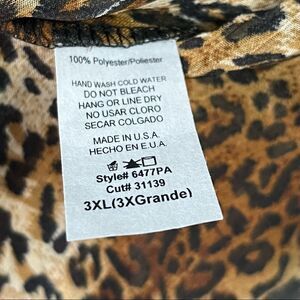 100% Polyester/Poliester
HAND WASH COLD WATER
DO NOT BLEACH
HANG OR LINE DRY
NO USAR CLORO
SECAR COLGADO
MADE IN U.S.A
HECHO EN E.U.A.
Style# 6477PA
Cut# 31139
3XL(3XGrande)